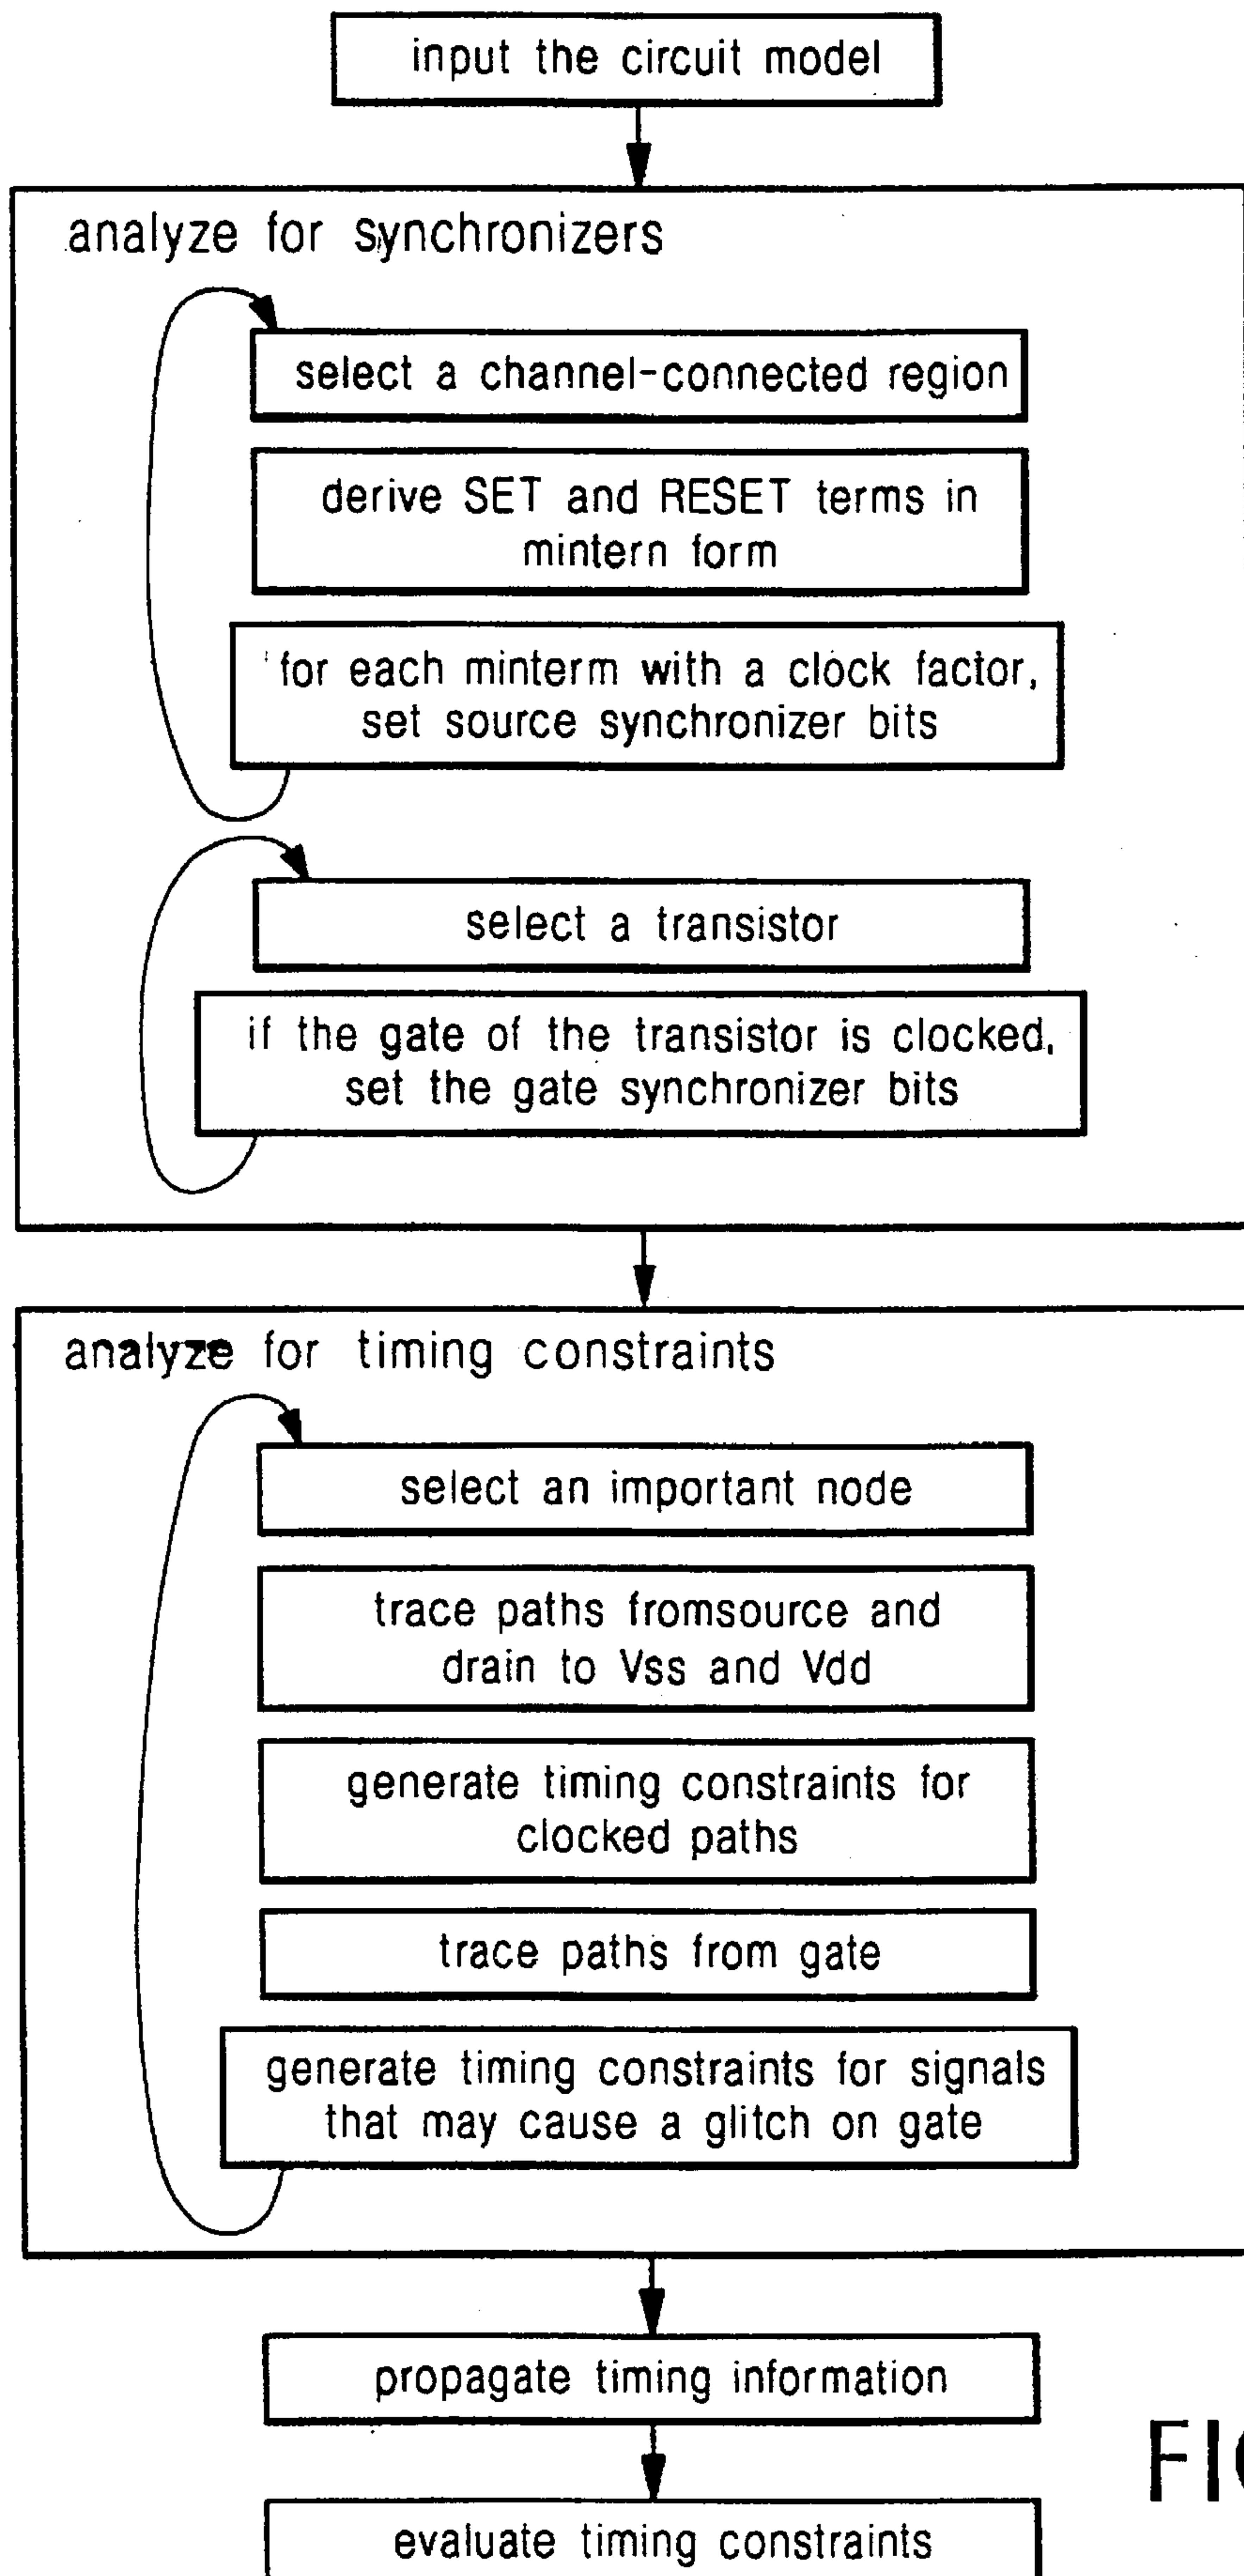 input the circuit model
analyze for synchronizers
select a channel-connected region
derive SET and RESET terms in
mintern form
for each minterm with a clock factor,
set source synchronizer bits
select a transistor
if the gate of the transistor is clocked,
set the gate synchronizer bits
analyze for timing constraints
select an important node
trace paths fromsource and
drain to Vss and Vdd
generate timing constraints for
clocked paths
trace paths from gate
generate timing constraints for signals
that may cause a glitch on gate
propagate timing information
evaluate timing constraints